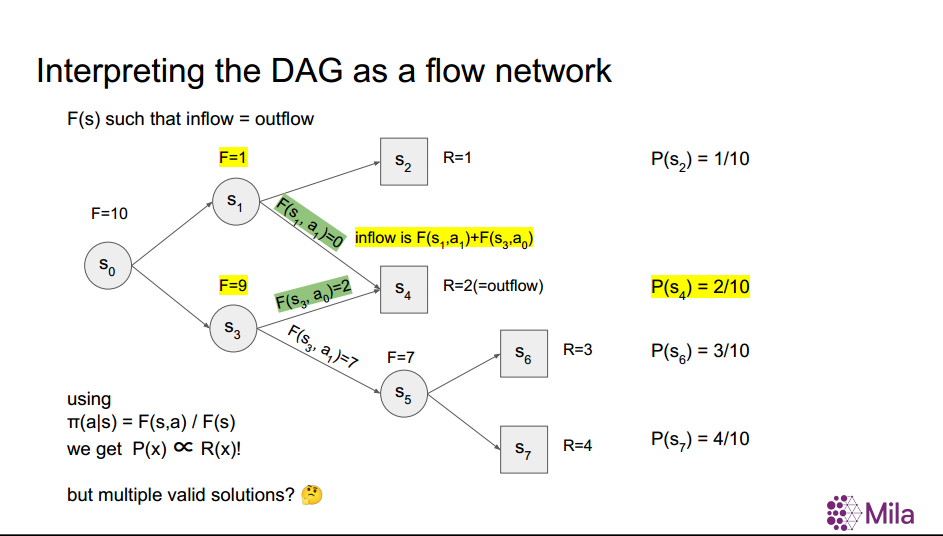 Interpreting the DAG as a flow network
F(s) such that inflow = outflow
F=1
s2
R=1
P(s2) = 1/10
s1
F(s1, a1)=0
F=10
inflow is F(s1,a1)+F(s3,a0)
s0
F=9
F(s3, a0)=2
s4
R=2(=outflow)
P(s4) = 2/10
s3
F(s3, a1)=7
F=7
s6
R=3
P(s6) = 3/10
s5
using
π(a|s) = F(s,a) / F(s)
we get P(x) ∝ R(x)!
s7
R=4
P(s7) = 4/10
but multiple valid solutions? 🤔
Mila